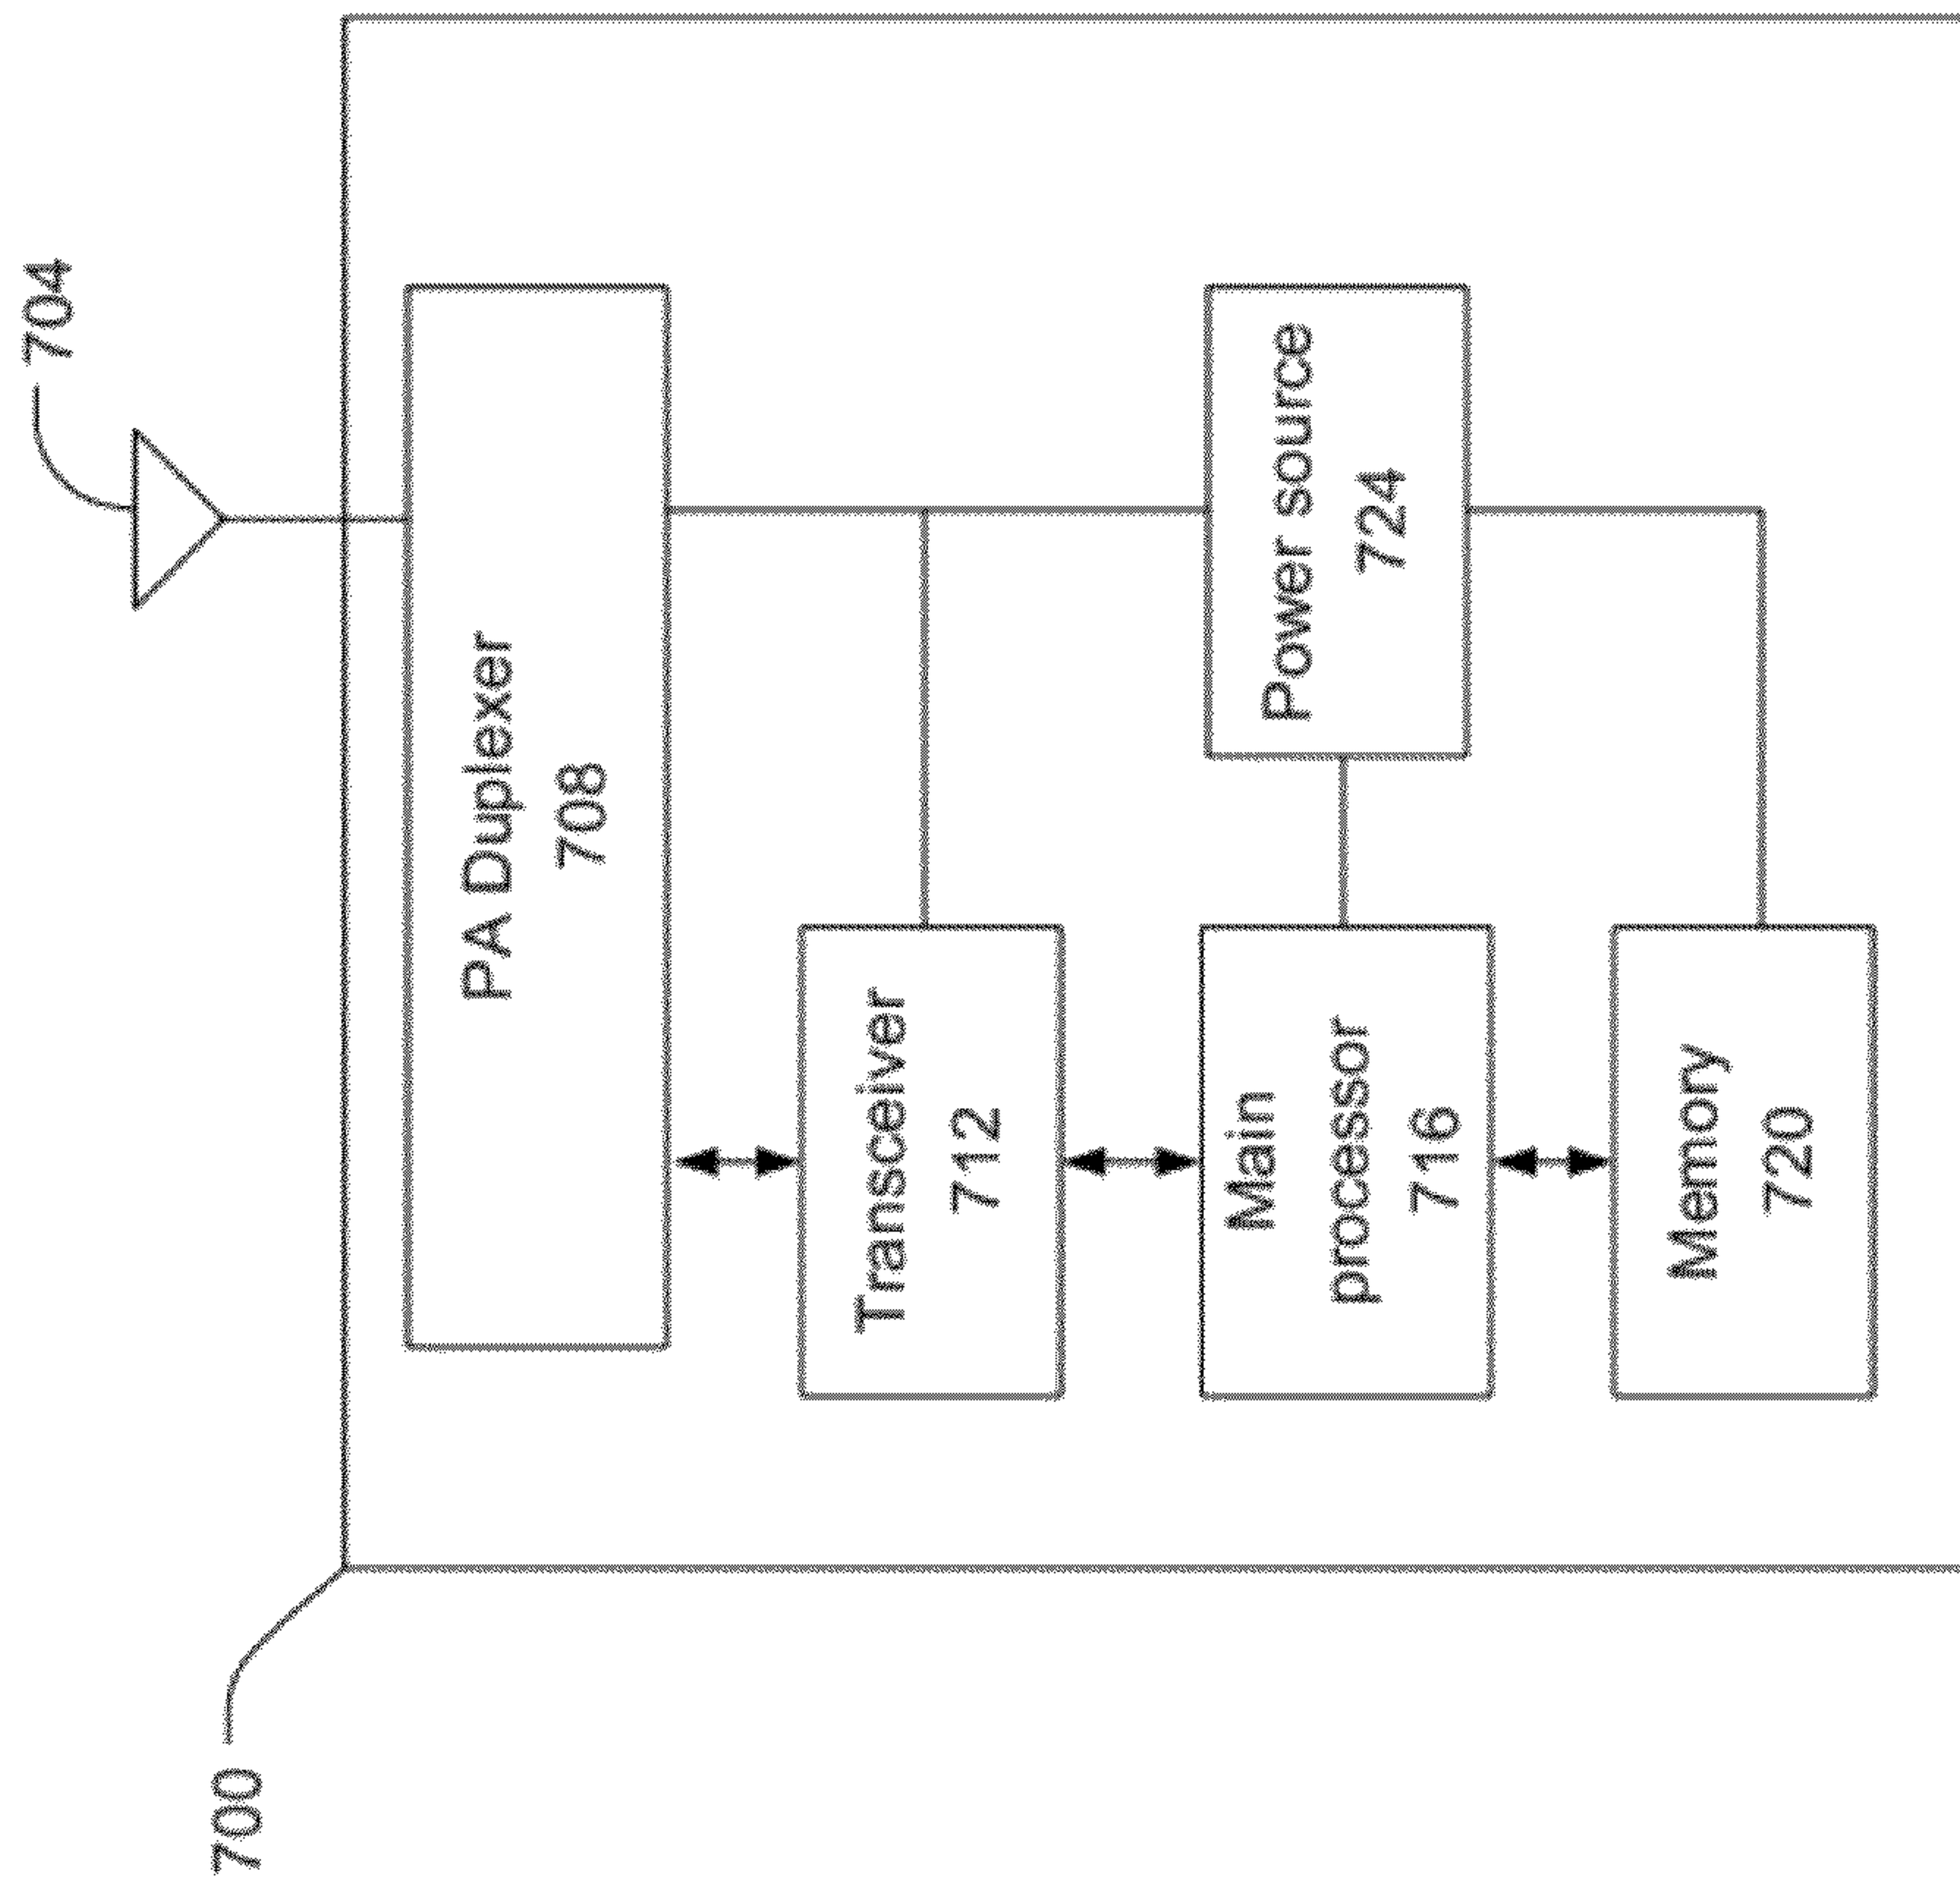 704
700
PA Duplexer
708
Transceiver
712
Main
processor
716
Power source
724
Memory
720